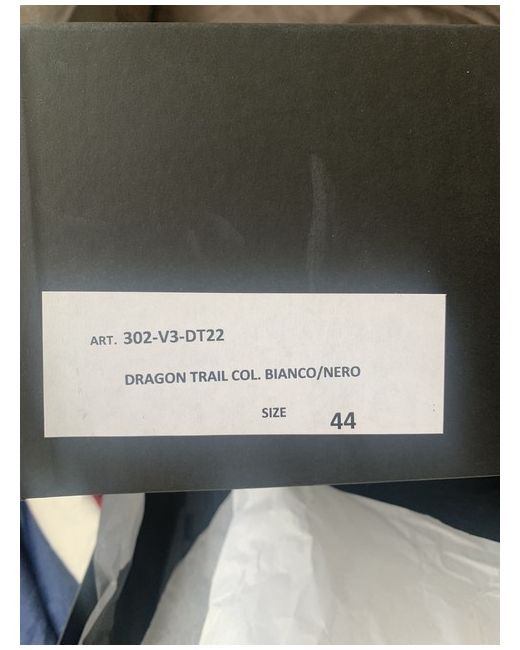 ART. 302-V3-DT22
DRAGON TRAIL COL. BIANCO/NERO
SIZE 44